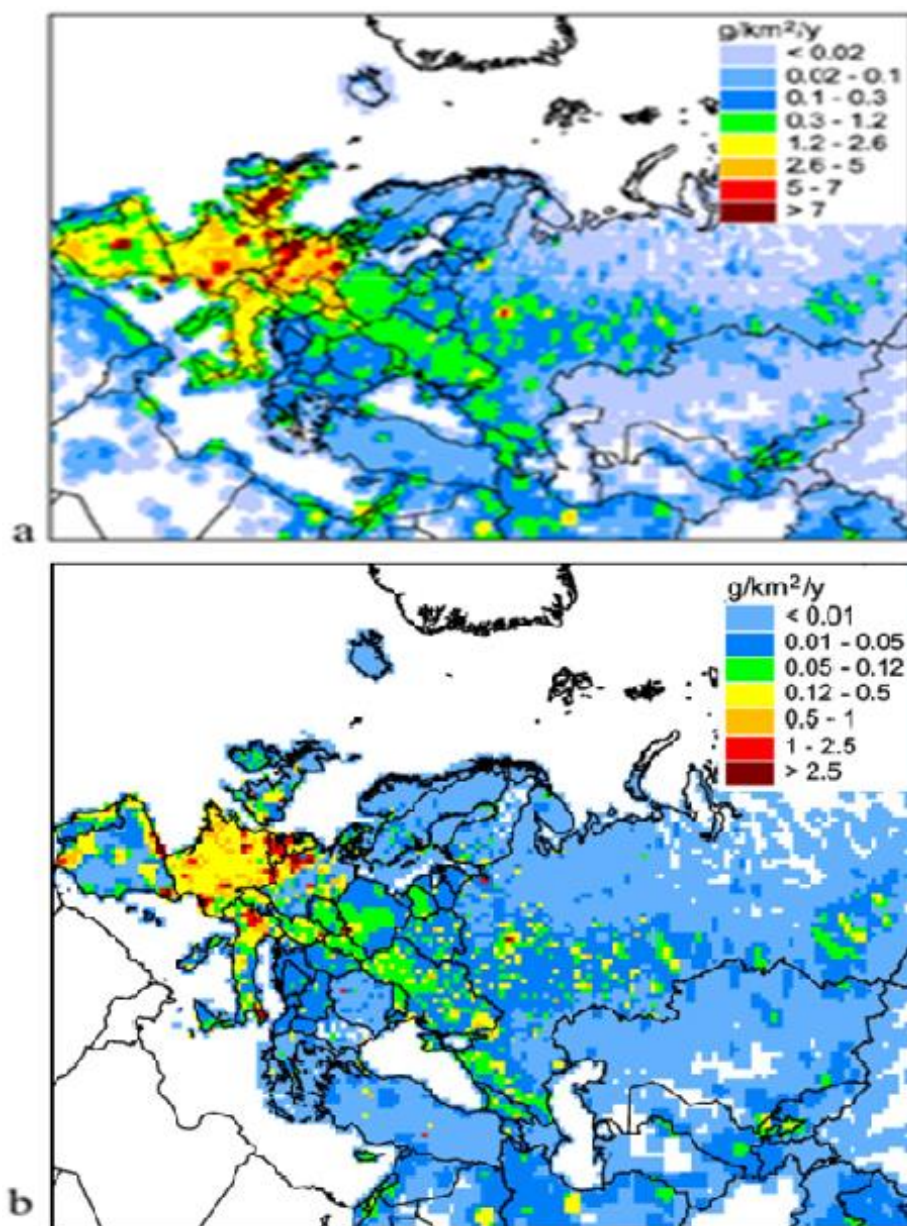 g/km²/y
< 0.02
0.02 - 0.1
0.1 - 0.3
0.3 - 1.2
1.2 - 2.6
2.6 - 5
5 - 7
> 7
a
g/km²/y
< 0.01
0.01 - 0.05
0.05 - 0.12
0.12 - 0.5
0.5 - 1
1 - 2.5
> 2.5
b